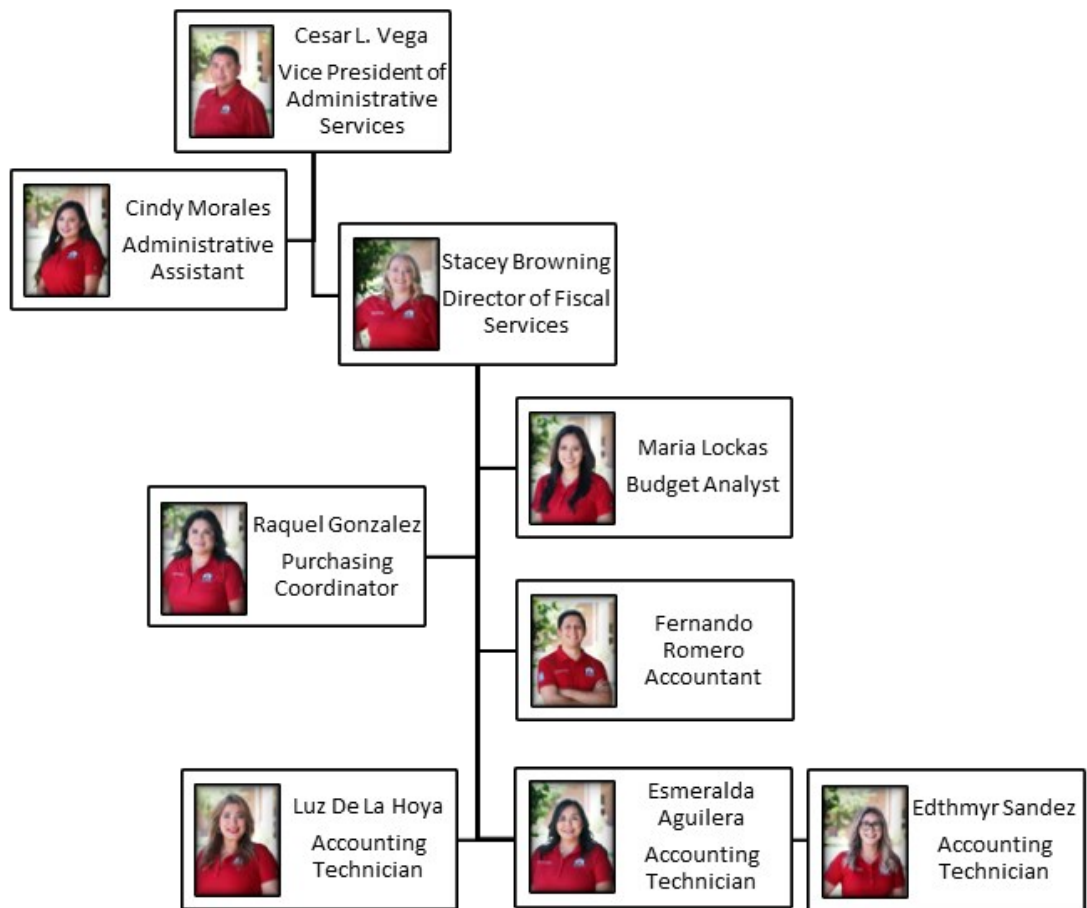 Cesar L. Vega
Vice President of
Administrative
Services
Cindy Morales
Administrative
Assistant
Stacey Browning
Director of Fiscal
Services
Maria Lockas
Budget Analyst
Raquel Gonzalez
Purchasing
Coordinator
Fernando
Romero
Accountant
Luz De La Hoya
Accounting
Technician
Esmeralda
Aguilera
Accounting
Technician
Edthmyr Sandez
Accounting
Technician